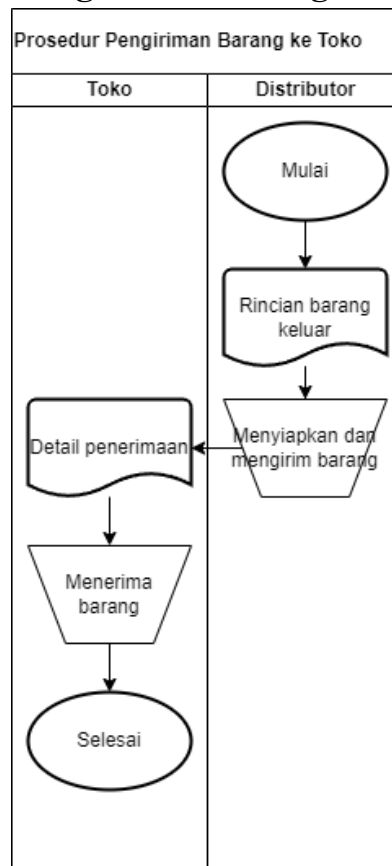 Prosedur Pengiriman Barang ke Toko
Toko
Distributor
Mulai
Rincian barang
keluar
Menyiapkan dan
mengirim barang
Detail penerimaan
Menerima
barang
Selesai